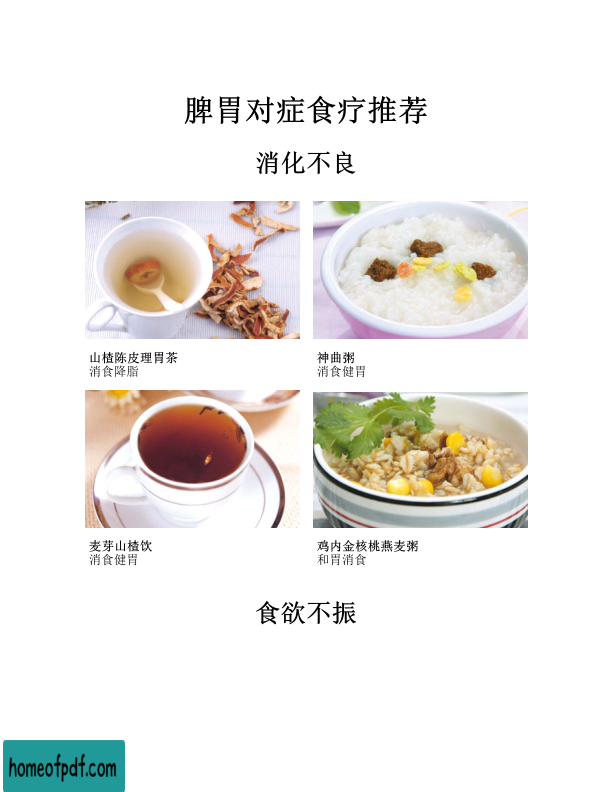 脾胃对症食疗推荐
消化不良
山楂陈皮理胃茶
消食降脂
神曲粥
消食健胃
麦芽山楂饮
消食健胃
鸡内金核桃燕麦粥
和胃消食
食欲不振
homeofpdf.com